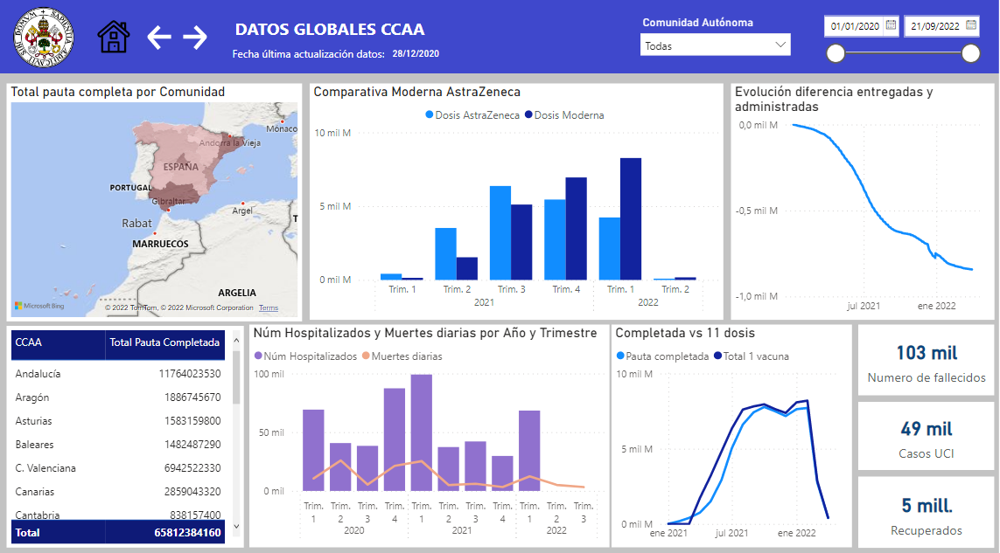 DATOS GLOBALES CCAA
Fecha última actualización datos: 28/12/2020
Comunidad Autónoma
Todas
01/01/2020
21/09/2022
Total pauta completa por Comunidad
Mónaco
Andorra la Vieja
ESPAÑA
PORTUGAL
Gibraltar
Argel
Rabat
MARRUECOS
ARGELIA
Microsoft Bing
© 2022 TomTom, © 2022 Microsoft Corporation Terms
Comparativa Moderna AstraZeneca
Dosis AstraZeneca Dosis Moderna
10 mil M
5 mil M
0 mil M
Trim. 1 Trim. 2 Trim. 3 Trim. 4 Trim. 1 Trim. 2
2021 2022
Evolución diferencia entregadas y
administradas
0,0 mil M
-0,5 mil M
-1,0 mil M
jul 2021 ene 2022
CCAA Total Pauta Completada
Andalucía 11764023530
Aragón 1886745670
Asturias 1583159800
Baleares 1482487290
C. Valenciana 6942522330
Canarias 2859043320
Cantabria 838157400
Total 65812384160
Núm Hospitalizados y Muertes diarias por Año y Trimestre
Núm Hospitalizados Muertes diarias
100 mil
50 mil
0 mil
Trim. Trim. Trim. Trim. Trim. Trim. Trim. Trim. Trim. Trim. Trim.
1 2 3 4 1 2 3 4 1 2 3
2020 2021 2022
Completada vs 11 dosis
Pauta completada Total 1 vacuna
10 mil M
5 mil M
0 mil M
ene 2021 jul 2021 ene 2022
103 mil
Numero de fallecidos
49 mil
Casos UCI
5 mill.
Recuperados